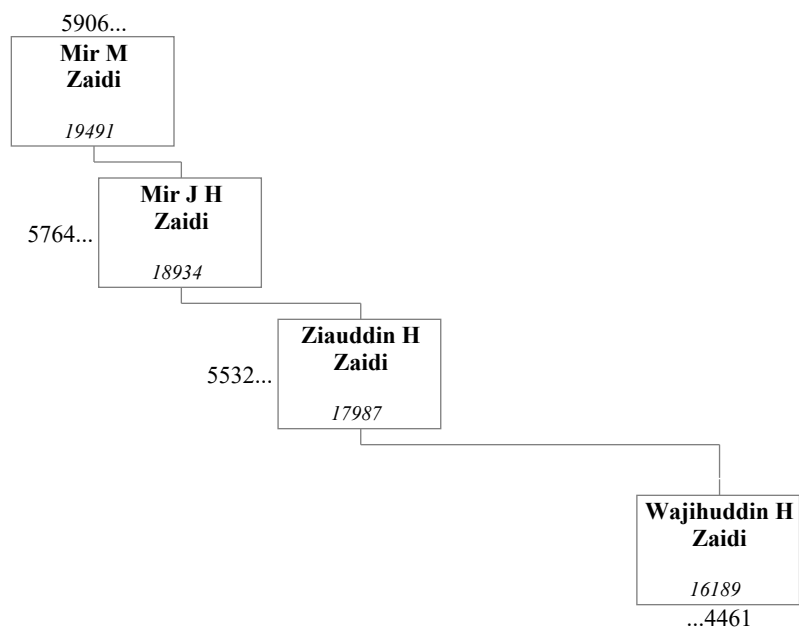 5906...
Mir M
Zaidi
19491
Mir J H
Zaidi
5764...
18934
Ziauddin H
Zaidi
5532...
17987
Wajihuddin H
Zaidi
16189
...4461